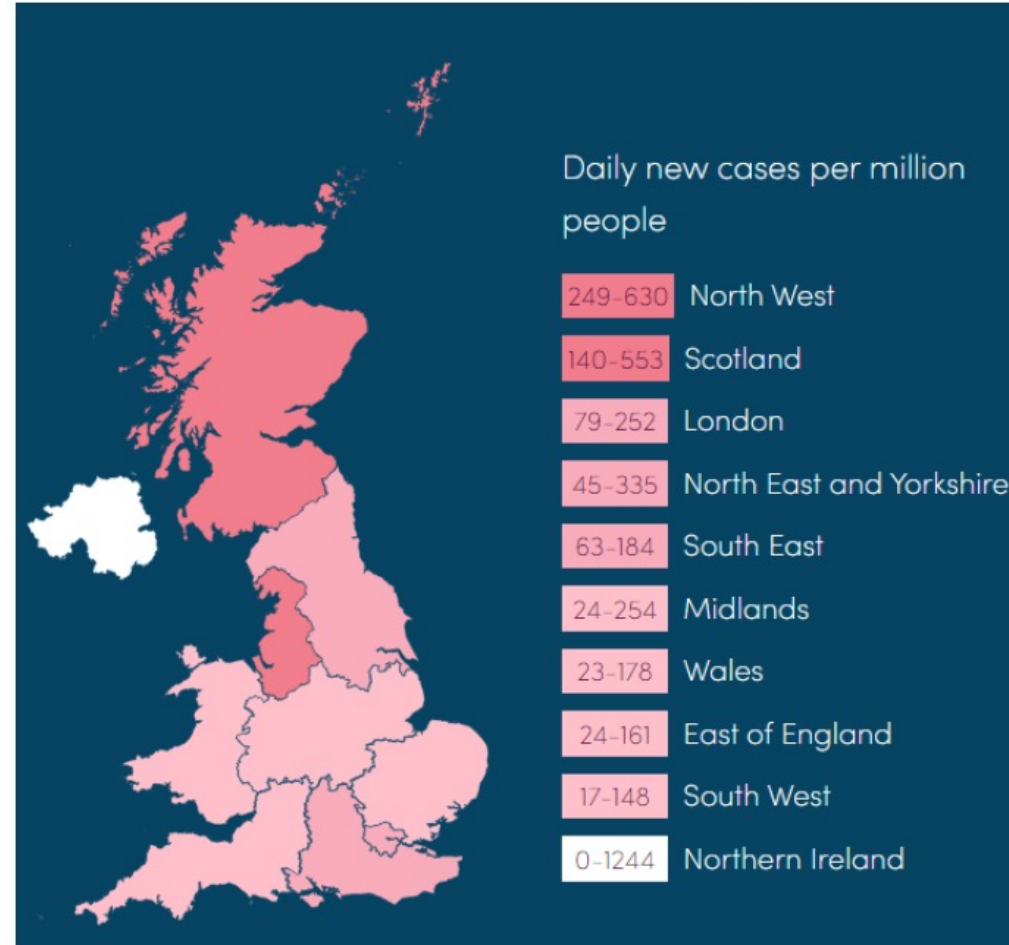 Daily new cases per million
people
249-630 North West
140-553 Scotland
79-252 London
45-335 North East and Yorkshire
63-184 South East
24-254 Midlands
23-178 Wales
24-161 East of England
17-148 South West
0-1244 Northern Ireland